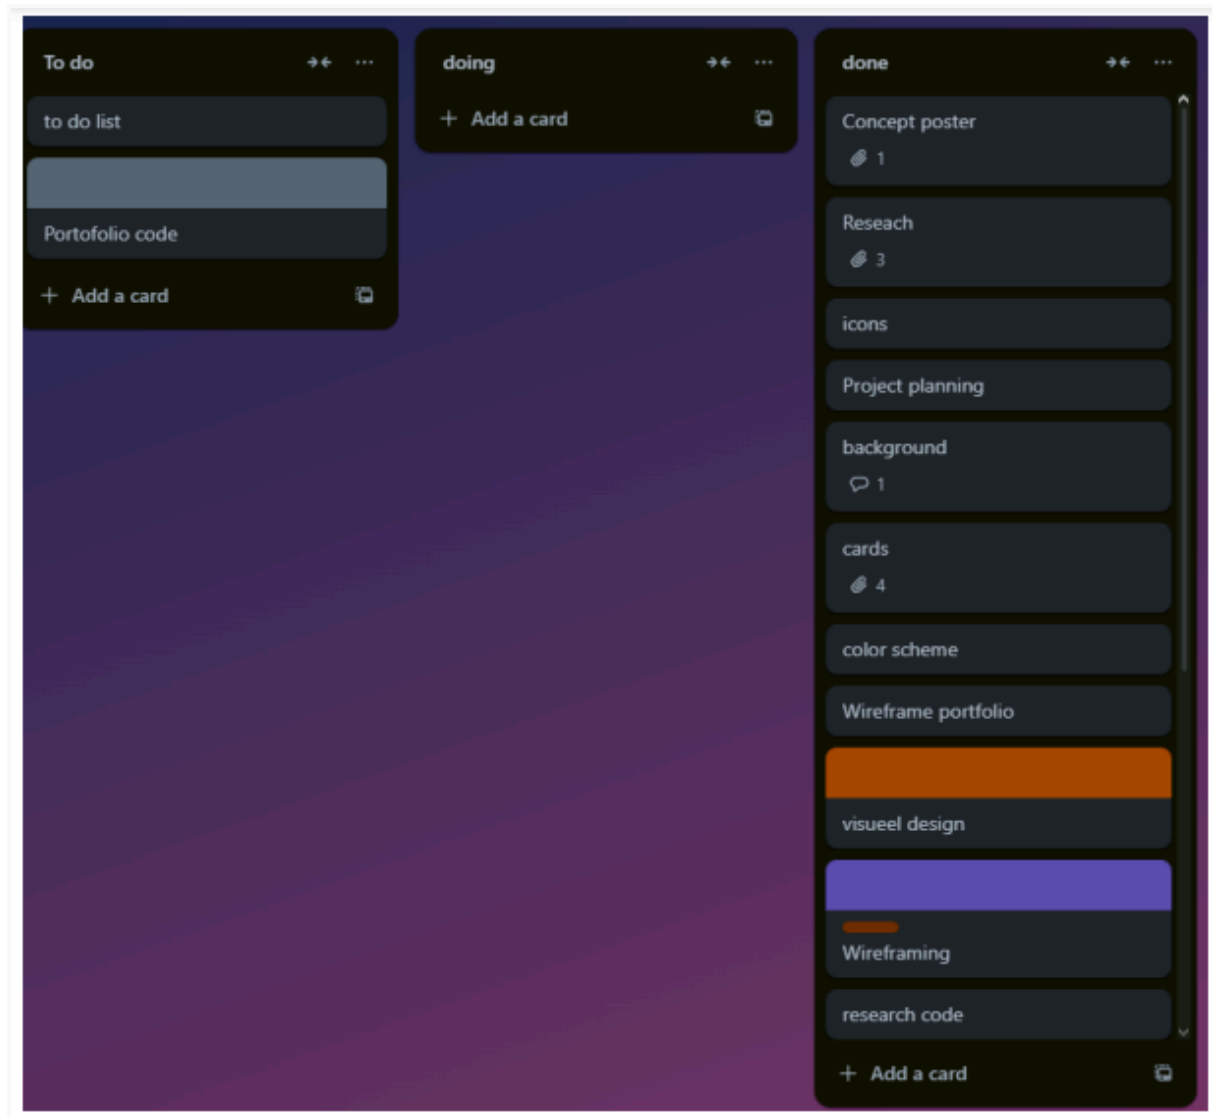 To do
to do list
Portofolio code
+ Add a card
doing
+ Add a card
done
Concept poster
1
Reseach
3
icons
Project planning
background
1
cards
4
color scheme
Wireframe portfolio
visueel design
Wireframing
research code
+ Add a card